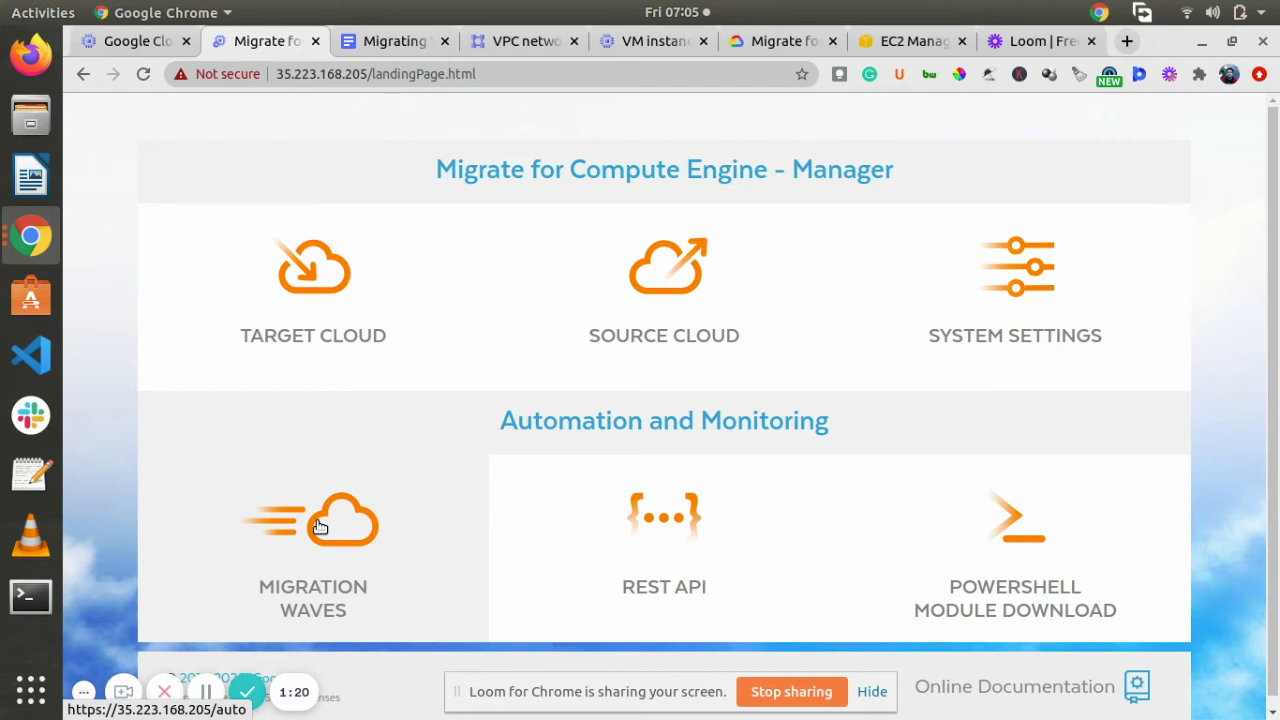 Activities Google Chrome Fri 07:05
Google Clo Migrate fo Migrating VPC netwo VM instanc Migrate for EC2 Manag Loom | Fre
Not secure 35.223.168.205/landingPage.html
NEW
Migrate for Compute Engine - Manager
TARGET CLOUD SOURCE CLOUD SYSTEM SETTINGS
Automation and Monitoring
MIGRATION WAVES REST API POWERSHELL MODULE DOWNLOAD
1:20 Loom for Chrome is sharing your screen. Stop sharing Hide Online Documentation
https://35.223.168.205/auto